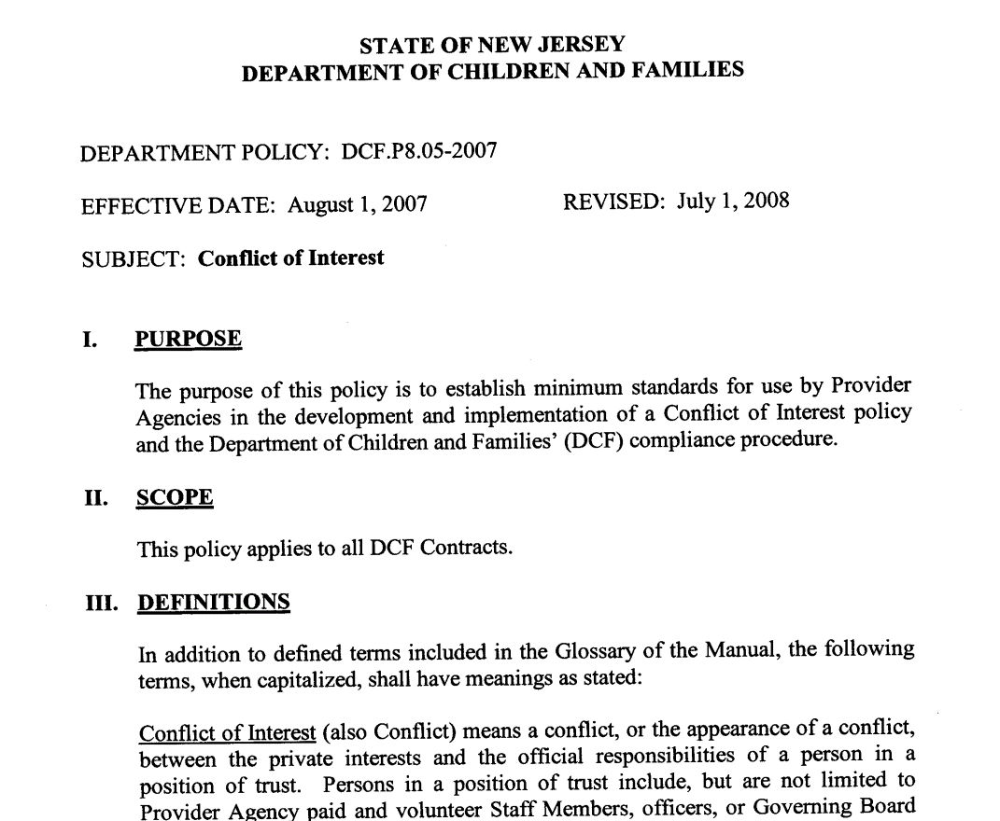 STATE OF NEW JERSEY
DEPARTMENT OF CHILDREN AND FAMILIES
DEPARTMENT POLICY: DCF.P8.05-2007
EFFECTIVE DATE: August 1, 2007 REVISED: July 1, 2008
SUBJECT: Conflict of Interest
I. PURPOSE
The purpose of this policy is to establish minimum standards for use by Provider
Agencies in the development and implementation of a Conflict of Interest policy
and the Department of Children and Families' (DCF) compliance procedure.
II. SCOPE
This policy applies to all DCF Contracts.
III. DEFINITIONS
In addition to defined terms included in the Glossary of the Manual, the following
terms, when capitalized, shall have meanings as stated:
Conflict of Interest (also Conflict) means a conflict, or the appearance of a conflict,
between the private interests and the official responsibilities of a person in a
position of trust. Persons in a position of trust include, but are not limited to
Provider Agency paid and volunteer Staff Members, officers, or Governing Board